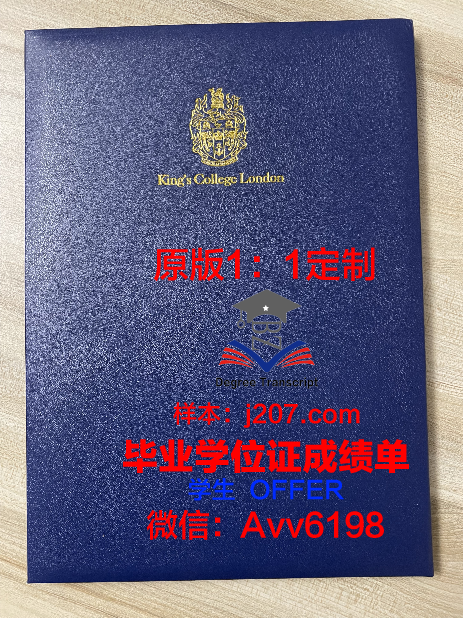 King's College London
原版1：1定制
Degree Transcript
样本：j207.com
毕业学位证成绩单
学生 OFFER
微信：Avv6198